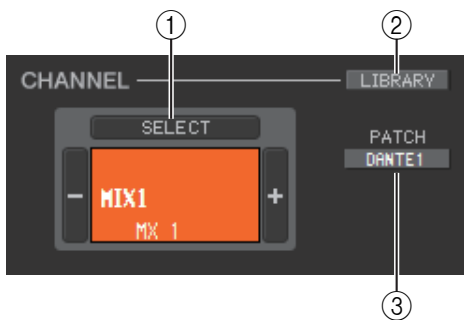 ① ②
CHANNEL LIBRARY
SELECT
PATCH
DANTE1
− MIX1 +
MX 1
③